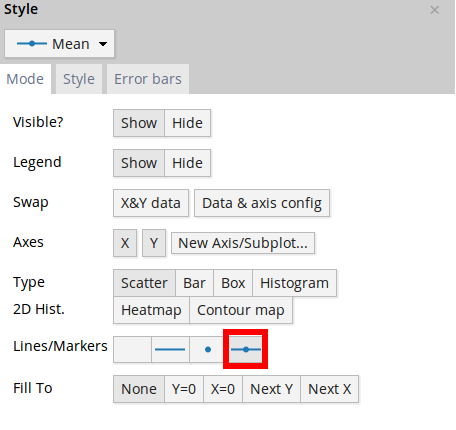 Style ×
Mean
Mode Style Error bars
Visible? Show Hide
Legend Show Hide
Swap X&Y data Data & axis config
Axes X Y New Axis/Subplot...
Type Scatter Bar Box Histogram
2D Hist. Heatmap Contour map
Lines/Markers
Fill To None Y=0 X=0 Next Y Next X